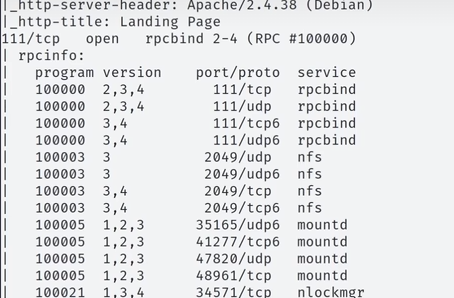 |_http-server-header: Apache/2.4.38 (Debian)
|_http-title: Landing Page
111/tcp   open   rpcbind 2-4 (RPC #100000)
| rpcinfo:
|   program version     port/proto  service
|   100000  2,3,4         111/tcp   rpcbind
|   100000  2,3,4         111/udp   rpcbind
|   100000  3,4           111/tcp6  rpcbind
|   100000  3,4           111/udp6  rpcbind
|   100003  3            2049/udp   nfs
|   100003  3            2049/udp6  nfs
|   100003  3,4          2049/tcp   nfs
|   100003  3,4          2049/tcp6  nfs
|   100005  1,2,3       35165/udp6  mountd
|   100005  1,2,3       41277/tcp6  mountd
|   100005  1,2,3       47820/udp   mountd
|   100005  1,2,3       48961/tcp   mountd
|   100021  1,3,4       34571/tcp   nlockmgr